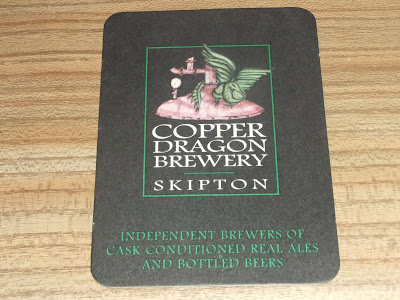 COPPER
DRAGON
BREWERY
SKIPTON
INDEPENDENT BREWERS OF
CASK CONDITIONED REAL ALES
AND BOTTLED BEERS